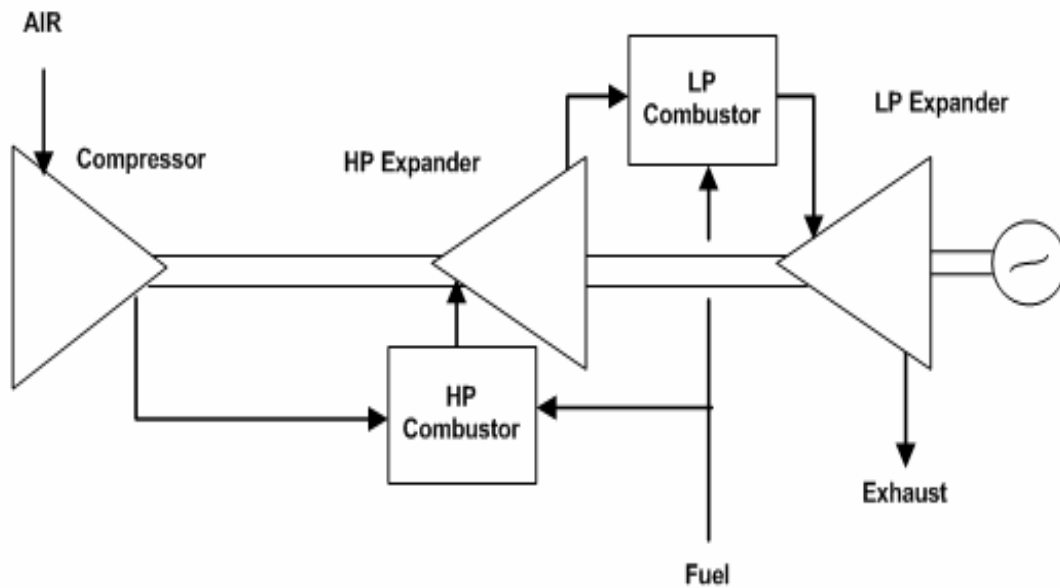 AIR
Compressor
HP Expander
LP
Combustor
LP Expander
HP
Combustor
Exhaust
Fuel